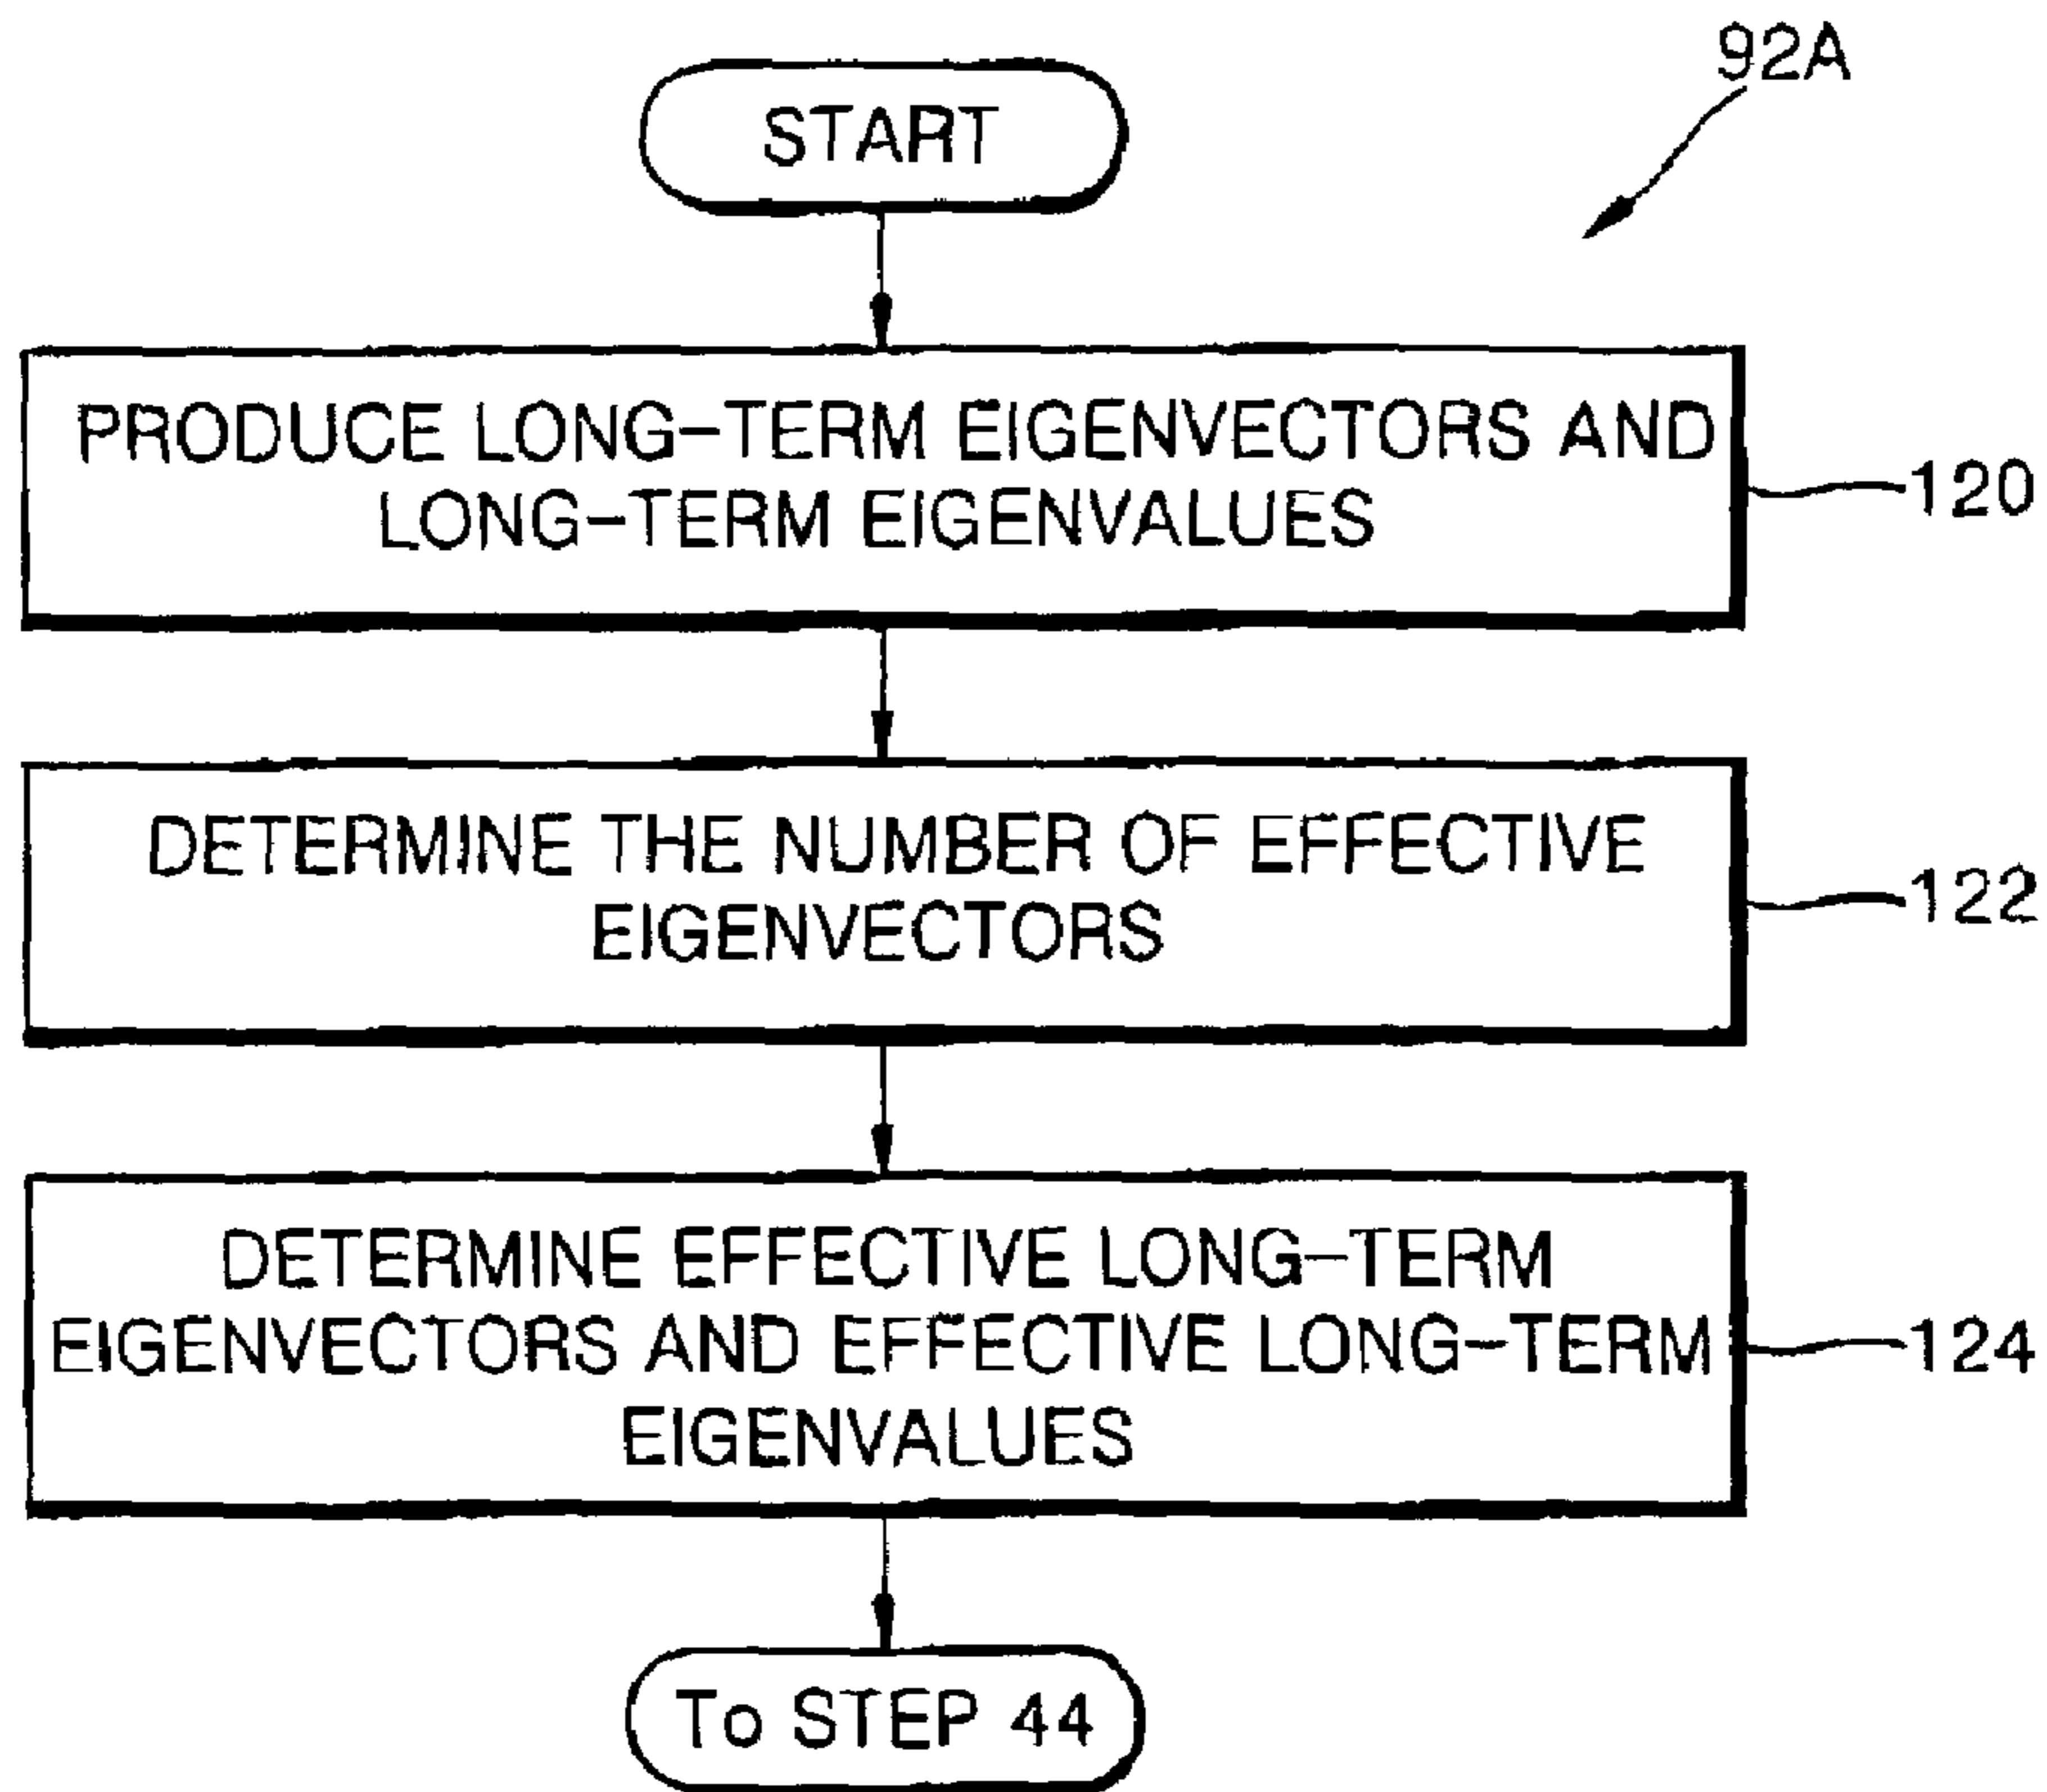 92A
START
PRODUCE LONG-TERM EIGENVECTORS AND
LONG-TERM EIGENVALUES
120
DETERMINE THE NUMBER OF EFFECTIVE
EIGENVECTORS
122
DETERMINE EFFECTIVE LONG-TERM
EIGENVECTORS AND EFFECTIVE LONG-TERM
EIGENVALUES
124
To STEP 44